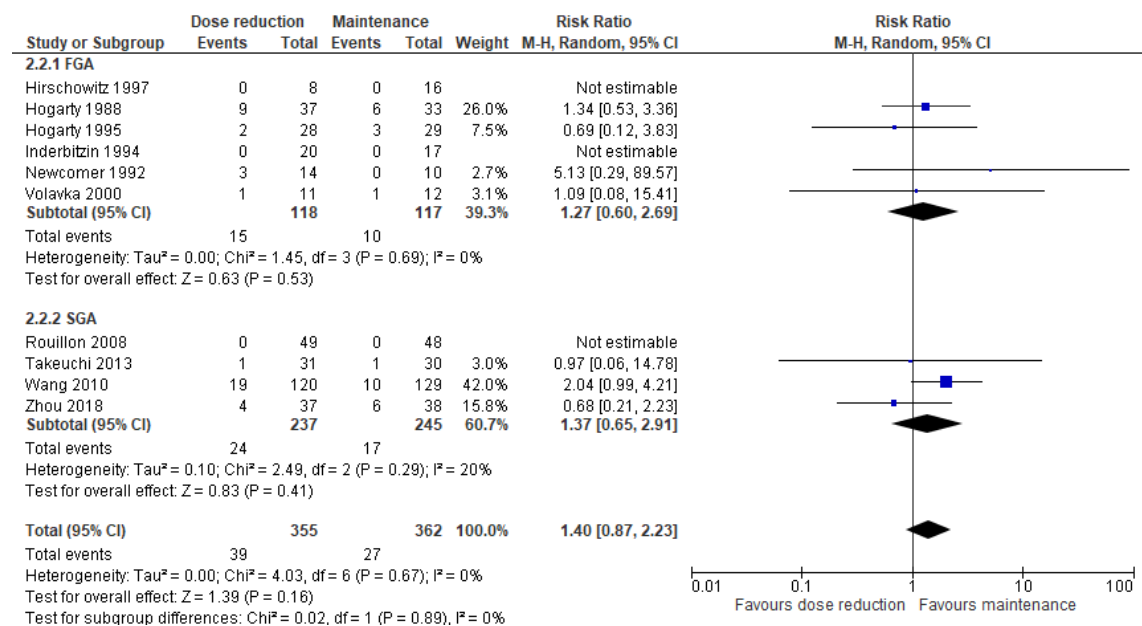 Dose reduction Maintenance Risk Ratio Risk Ratio
Study or Subgroup Events Total Events Total Weight M-H, Random, 95% CI M-H, Random, 95% CI
2.2.1 FGA
Hirschowitz 1997 0 8 0 16 Not estimable
Hogarty 1988 9 37 6 33 26.0% 1.34 [0.53, 3.36]
Hogarty 1995 2 28 3 29 7.5% 0.69 [0.12, 3.83]
Inderbitzin 1994 0 20 0 17 Not estimable
Newcomer 1992 3 14 0 10 2.7% 5.13 [0.29, 89.57]
Volavka 2000 1 11 1 12 3.1% 1.09 [0.08, 15.41]
Subtotal (95% CI) 118 117 39.3% 1.27 [0.60, 2.69]
Total events 15 10
Heterogeneity: Tau² = 0.00; Chi² = 1.45, df = 3 (P = 0.69); I² = 0%
Test for overall effect: Z = 0.63 (P = 0.53)
2.2.2 SGA
Rouillon 2008 0 49 0 48 Not estimable
Takeuchi 2013 1 31 1 30 3.0% 0.97 [0.06, 14.78]
Wang 2010 19 120 10 129 42.0% 2.04 [0.99, 4.21]
Zhou 2018 4 37 6 38 15.8% 0.68 [0.21, 2.23]
Subtotal (95% CI) 237 245 60.7% 1.37 [0.65, 2.91]
Total events 24 17
Heterogeneity: Tau² = 0.10; Chi² = 2.49, df = 2 (P = 0.29); I² = 20%
Test for overall effect: Z = 0.83 (P = 0.41)
Total (95% CI) 355 362 100.0% 1.40 [0.87, 2.23]
Total events 39 27
Heterogeneity: Tau² = 0.00; Chi² = 4.03, df = 6 (P = 0.67); I² = 0%
Test for overall effect: Z = 1.39 (P = 0.16)
Test for subgroup differences: Chi² = 0.02, df = 1 (P = 0.89), I² = 0%
0.01 0.1 1 10 100
Favours dose reduction Favours maintenance